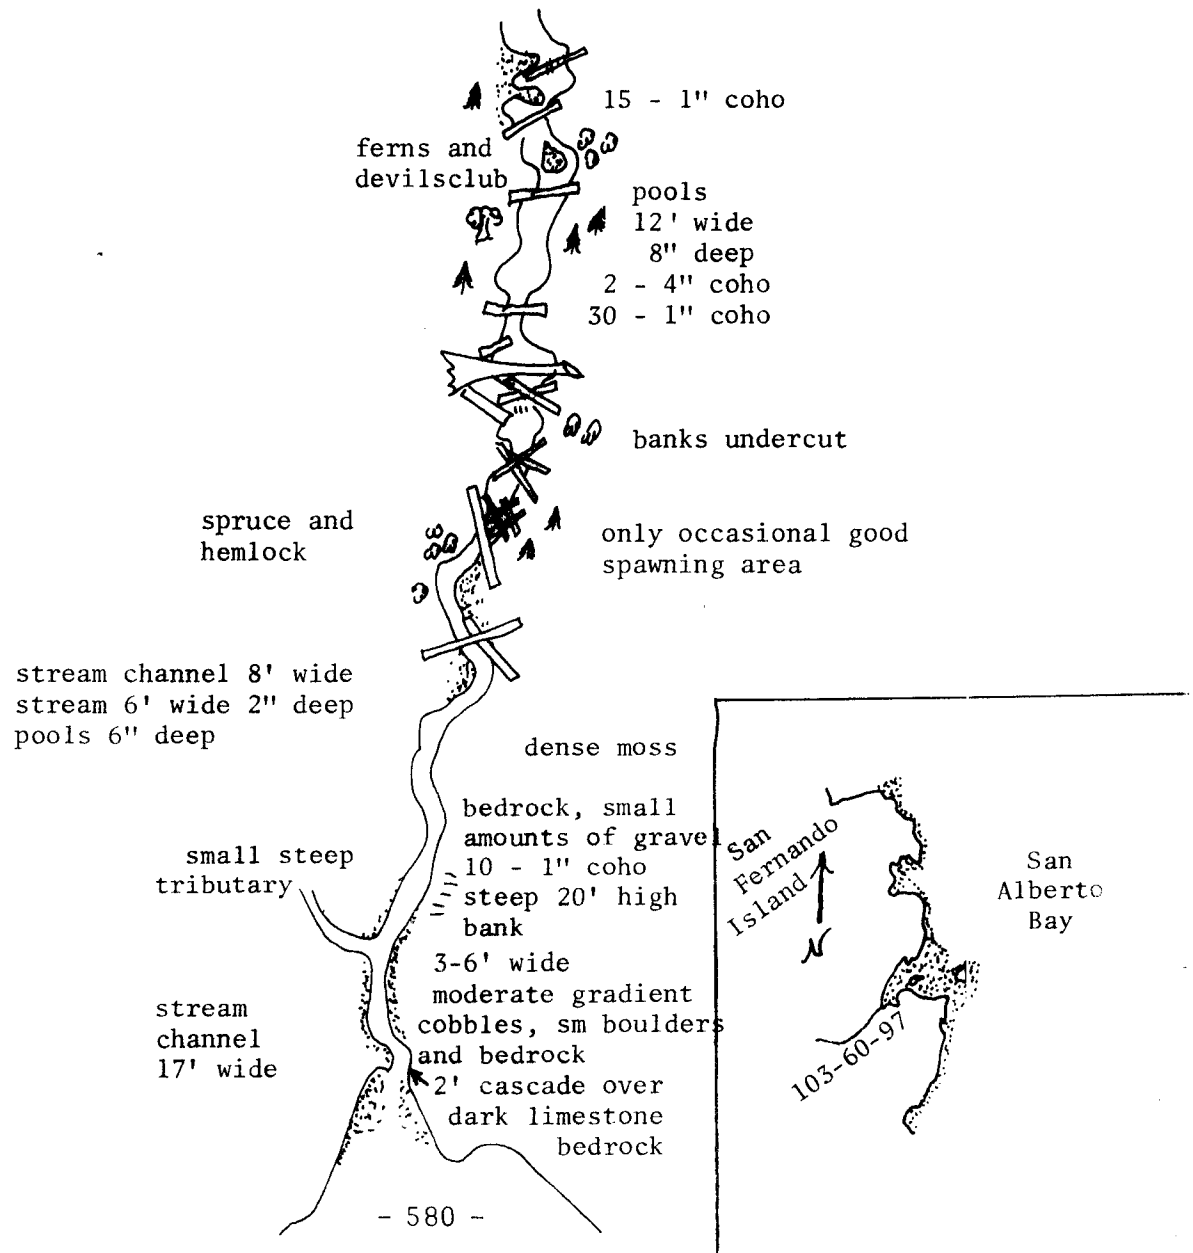 15 - 1" coho
ferns and
devilsclub
pools
12' wide
8" deep
2 - 4" coho
30 - 1" coho
banks undercut
spruce and
hemlock
only occasional good
spawning area
stream channel 8' wide
stream 6' wide 2" deep
pools 6" deep
dense moss
bedrock, small
amounts of gravel
10 - 1" coho
steep 20' high
bank
small steep
tributary
3-6' wide
moderate gradient
cobbles, sm boulders
and bedrock
stream
channel
17' wide
2' cascade over
dark limestone
bedrock
- 580 -
San
Fernando
Island
N
San
Alberto
Bay
103-60-97